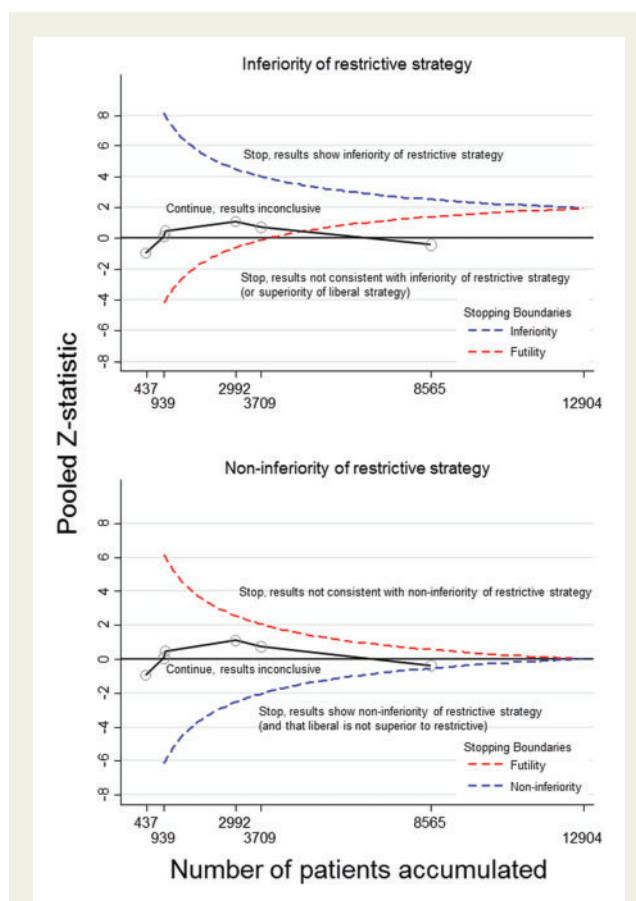 Inferiority of restrictive strategy
8
6
4
2
0
-2
-4
-6
-8
Stop, results show inferiority of restrictive strategy
Continue, results inconclusive
Stop, results not consistent with inferiority of restrictive strategy
(or superiority of liberal strategy)
Stopping Boundaries
Inferiority
Futility
437
939
2992
3709
8565
12904
Pooled Z-statistic
Non-inferiority of restrictive strategy
8
6
4
2
0
-2
-4
-6
-8
Stop, results not consistent with non-inferiority of restrictive strategy
Continue, results inconclusive
Stop, results show non-inferiority of restrictive strategy
(and that liberal is not superior to restrictive)
Stopping Boundaries
Futility
Non-inferiority
437
939
2992
3709
8565
12904
Number of patients accumulated